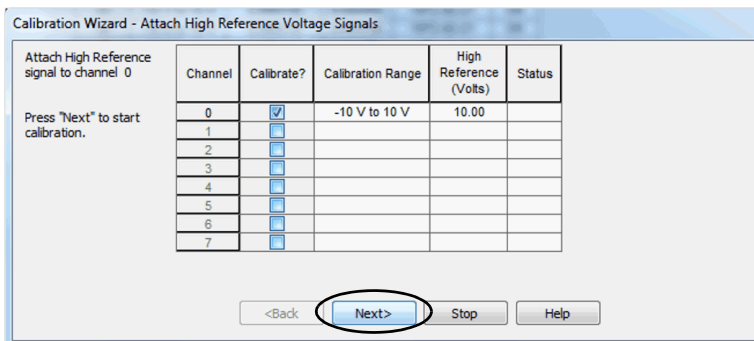 Calibration Wizard - Attach High Reference Voltage Signals
Attach High Reference
signal to channel 0
Press "Next" to start
calibration.
Channel Calibrate? Calibration Range High Reference (Volts) Status
0 -10 V to 10 V 10.00
1
2
3
4
5
6
7
<Back Next> Stop Help